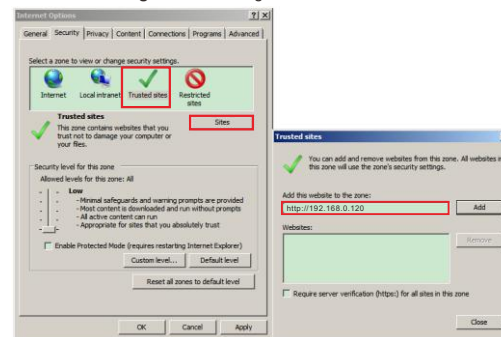 Internet Options
General Security Privacy Content Connections Programs Advanced
Select a zone to view or change security settings.
Internet Local intranet Trusted sites Restricted sites
Trusted sites
Sites
This zone contains websites that you
trust not to damage your computer or
your files.
Security level for this zone
Allowed levels for this zone: All
Low
-Minimal safeguards and warning prompts are provided
-Most content is downloaded and run without prompts
-All active content can run
-Appropriate for sites that you absolutely trust
Enable Protected Mode (requires restarting Internet Explorer)
Custom level... Default level
Reset all zones to default level
OK Cancel Apply
Trusted sites
You can add and remove websites from this zone. All websites in
this zone will use the zone's security settings.
Add this website to the zone:
http://192.168.0.120 Add
Websites:
Remove
Require server verification (https:) for all sites in this zone
Close